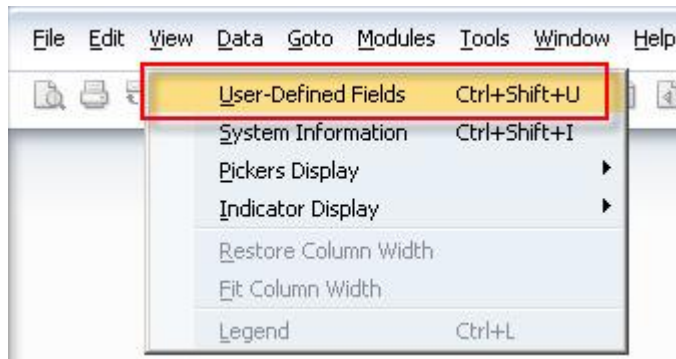 File Edit View Data Goto Modules Tools Window Help
User-Defined Fields Ctrl+Shift+U
System Information Ctrl+Shift+I
Pickers Display
Indicator Display
Restore Column Width
Fit Column Width
Legend Ctrl+L